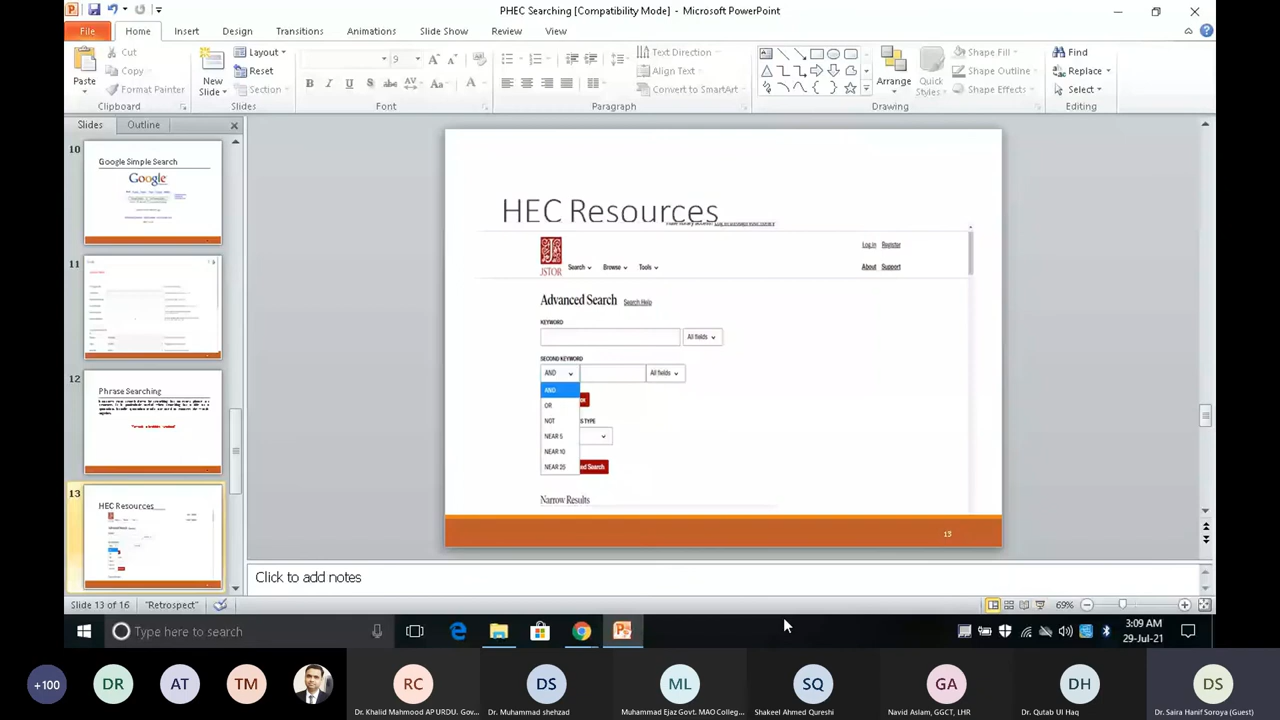 PHEC Searching [Compatibility Mode] - Microsoft PowerPoint
File Home Insert Design Transitions Animations Slide Show Review View
Paste
Cut
Copy
Format Painter
Clipboard
New
Slide
Layout
Reset
Section
Slides
9
Font
Paragraph
Text Direction
Align Text
Convert to SmartArt
Arrange
Quick
Styles
Shape Fill
Shape Outline
Shape Effects
Drawing
Find
Replace
Select
Editing
Slides Outline
10
Google Simple Search
Google
11
12
Phrase Searching
13
HEC Resources
HEC Resources
JSTOR
Search Browse Tools
Log in Register
About Support
Advanced Search Search Help
KEYWORD
All fields
SECOND KEYWORD
AND All fields
AND
OR
NOT
NEAR 5
NEAR 10
NEAR 25
S TYPE
ed Search
Narrow Results
13
Click to add notes
Slide 13 of 16 "Retrospect" 69%
Type here to search
3:09 AM
29-Jul-21
+100 DR AT TM RC DS ML SQ GA DH DS
Dr. Khalid Mahmood AP URDU. Gov...
Dr. Muhammad shehzad
Muhammad Ejaz Govt. MAO Colleg...
Shakeel Ahmed Qureshi
Navid Aslam, GGCT, LHR
Dr. Qutab Ul Haq
Dr. Saira Hanif Soroya (Guest)